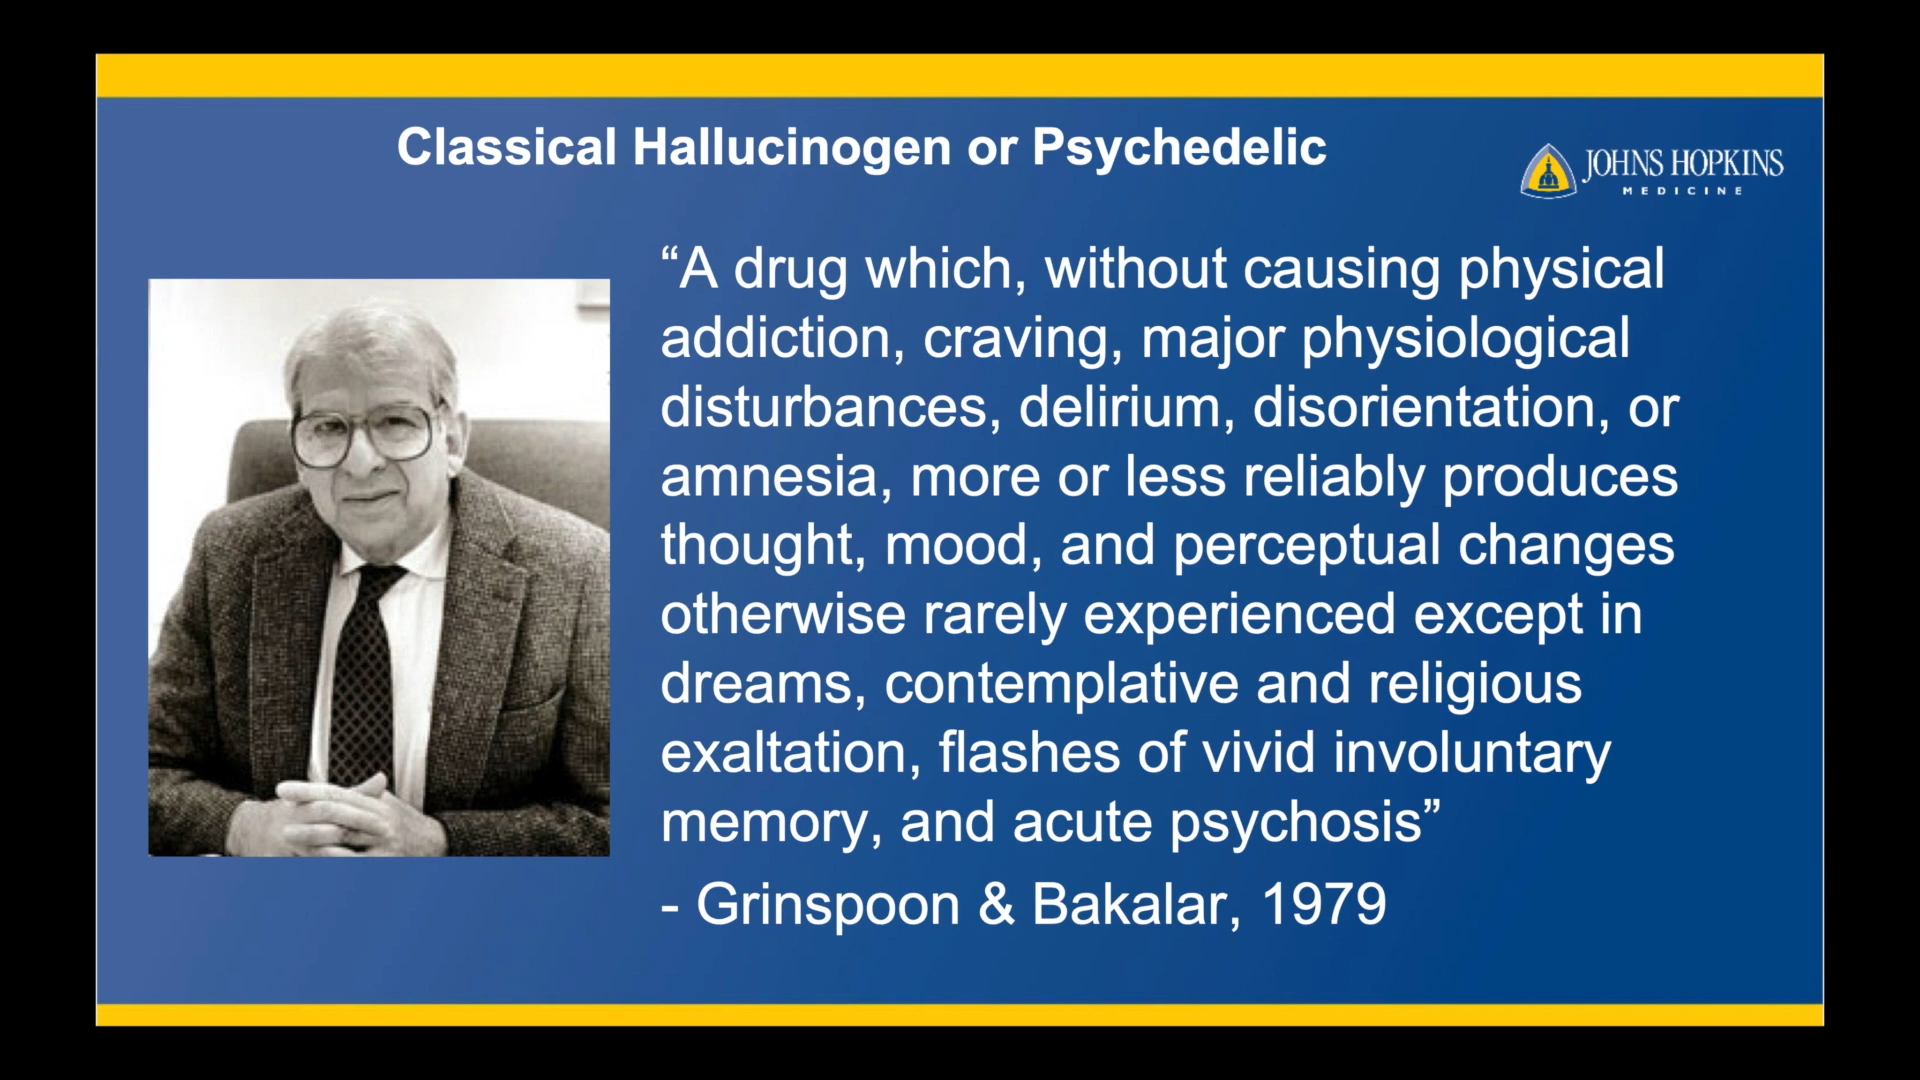 Classical Hallucinogen or Psychedelic
JOHNS HOPKINS
MEDICINE
“A drug which, without causing physical
addiction, craving, major physiological
disturbances, delirium, disorientation, or
amnesia, more or less reliably produces
thought, mood, and perceptual changes
otherwise rarely experienced except in
dreams, contemplative and religious
exaltation, flashes of vivid involuntary
memory, and acute psychosis”
- Grinspoon & Bakalar, 1979